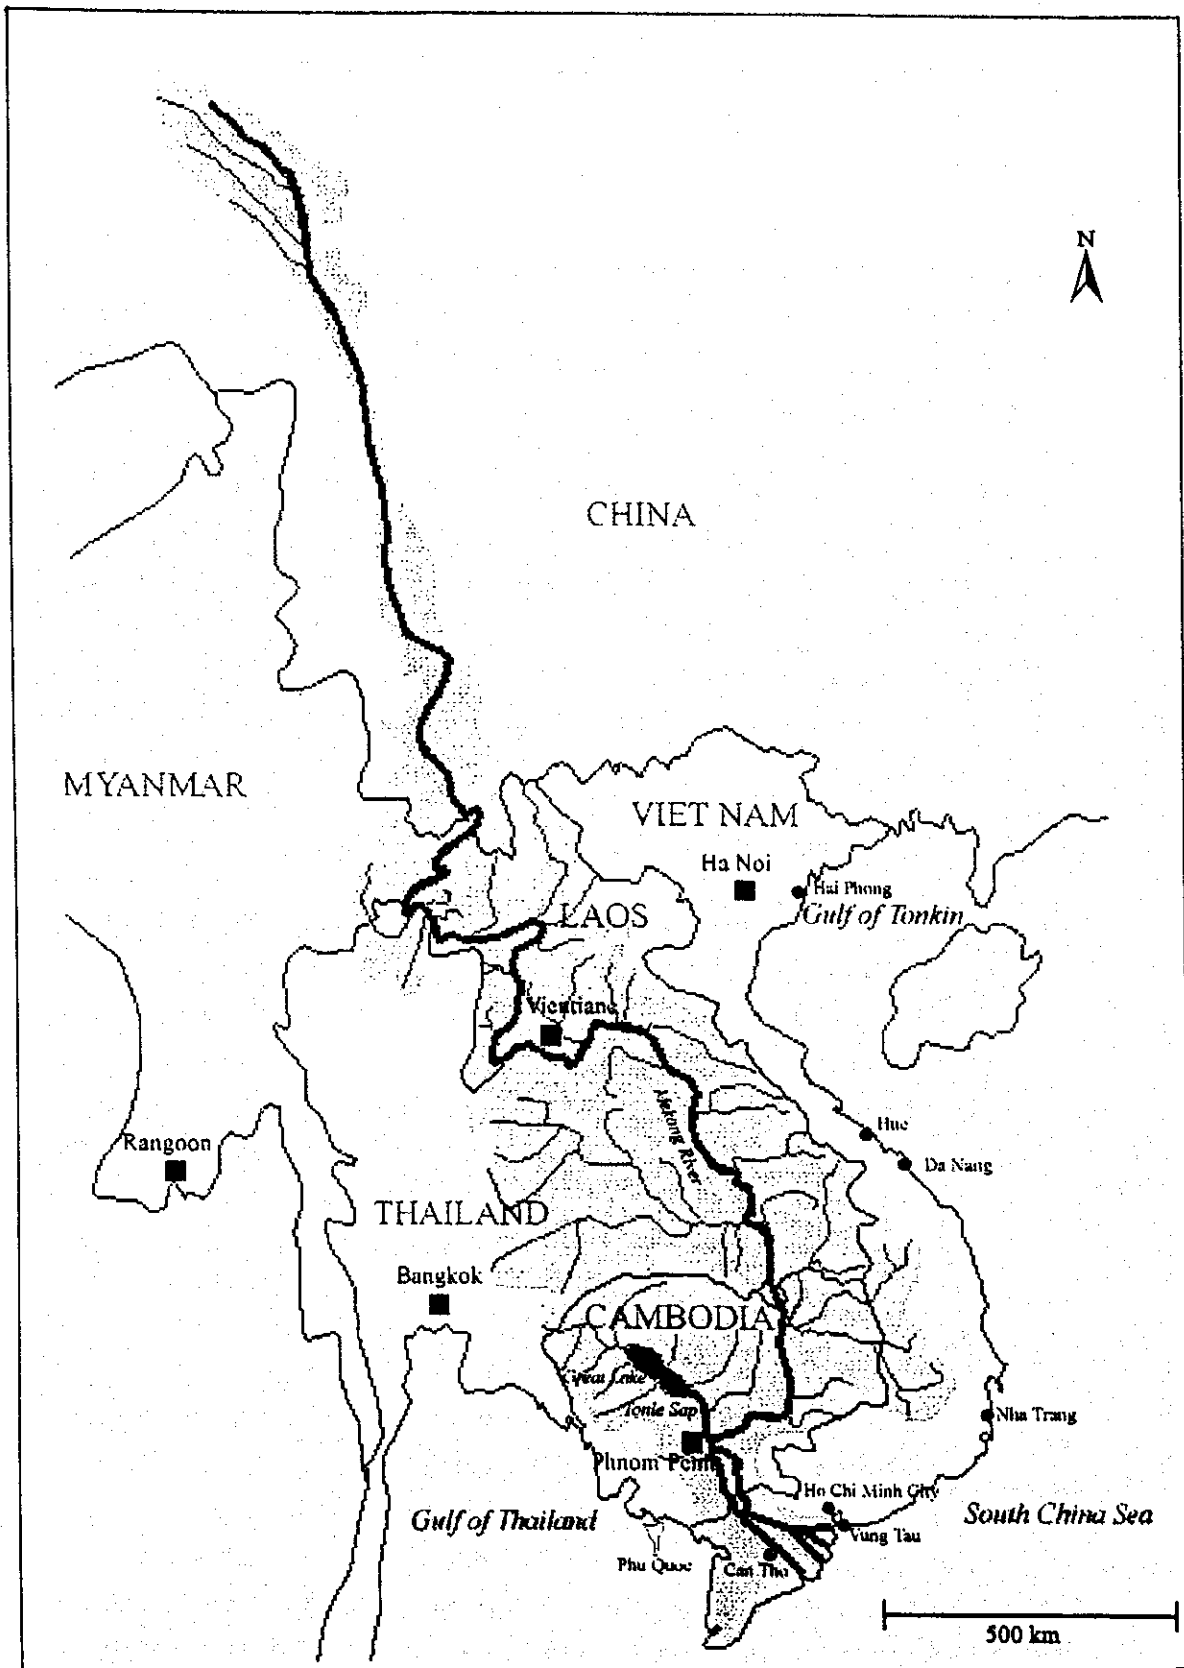 N
CHINA
MYANMAR
VIET NAM
Ha Noi
Hai Phong
Gulf of Tonkin
LAOS
Vientiane
Mekong River
Hue
Da Nang
Rangoon
THAILAND
Bangkok
CAMBODIA
Great Lake
Tonle Sap
Nha Trang
Phnom Penh
Ho Chi Minh City
South China Sea
Gulf of Thailand
Vung Tau
Phu Quoc
Can Tho
500 km